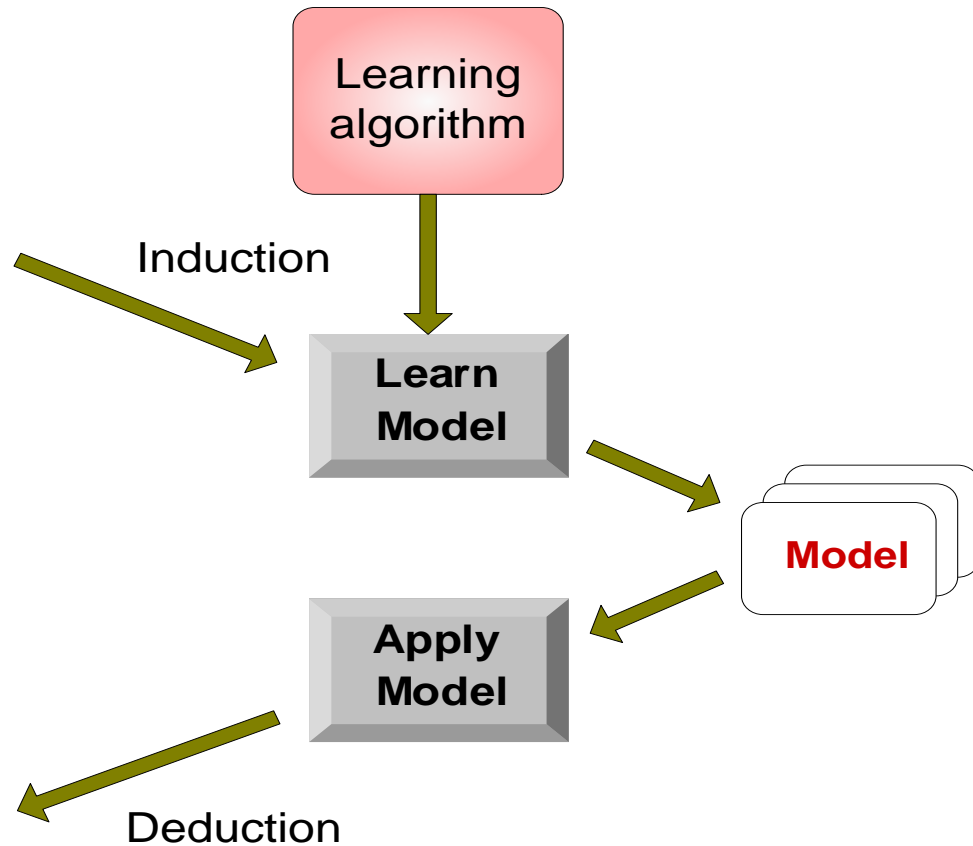 Learning
algorithm
Induction
Learn
Model
Model
Apply
Model
Deduction